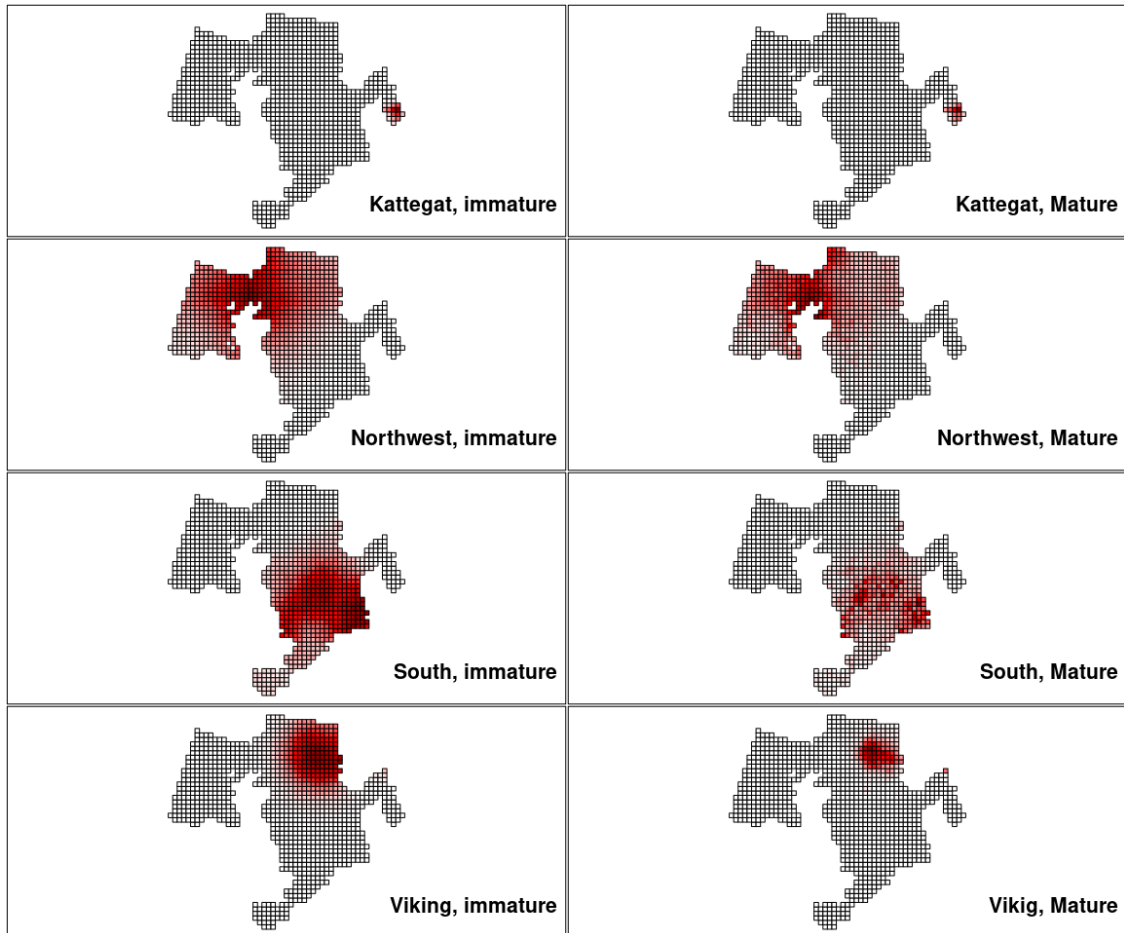 Kattegat, immature
Kattegat, Mature
Northwest, immature
Northwest, Mature
South, immature
South, Mature
Viking, immature
Vikig, Mature